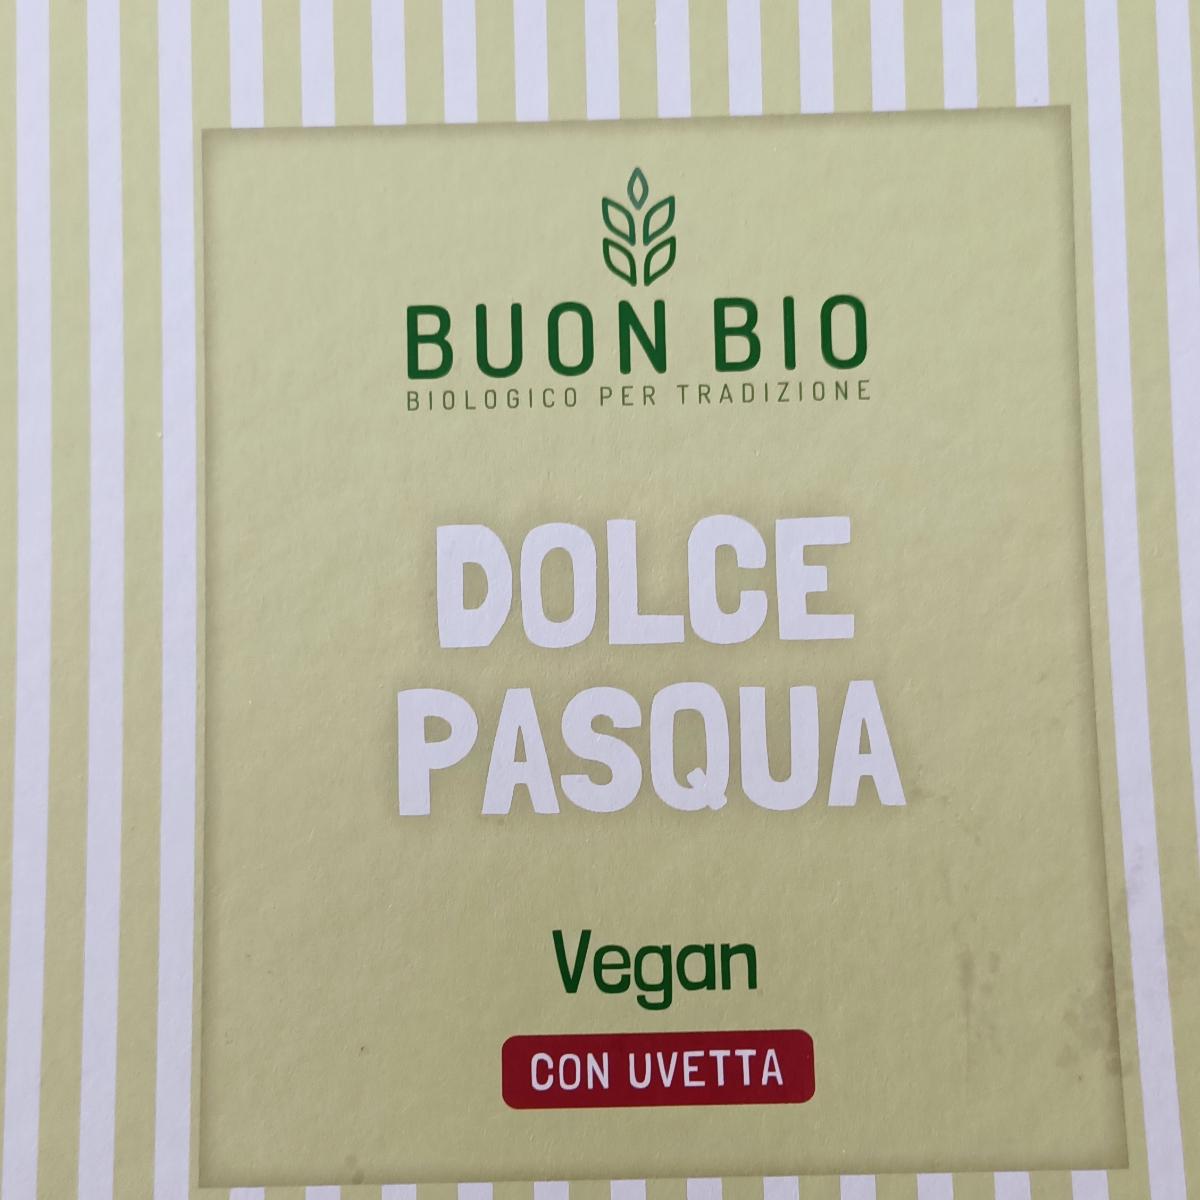 BUON BIO
BIOLOGICO PER TRADIZIONE
DOLCE
PASQUA
Vegan
CON UVETTA